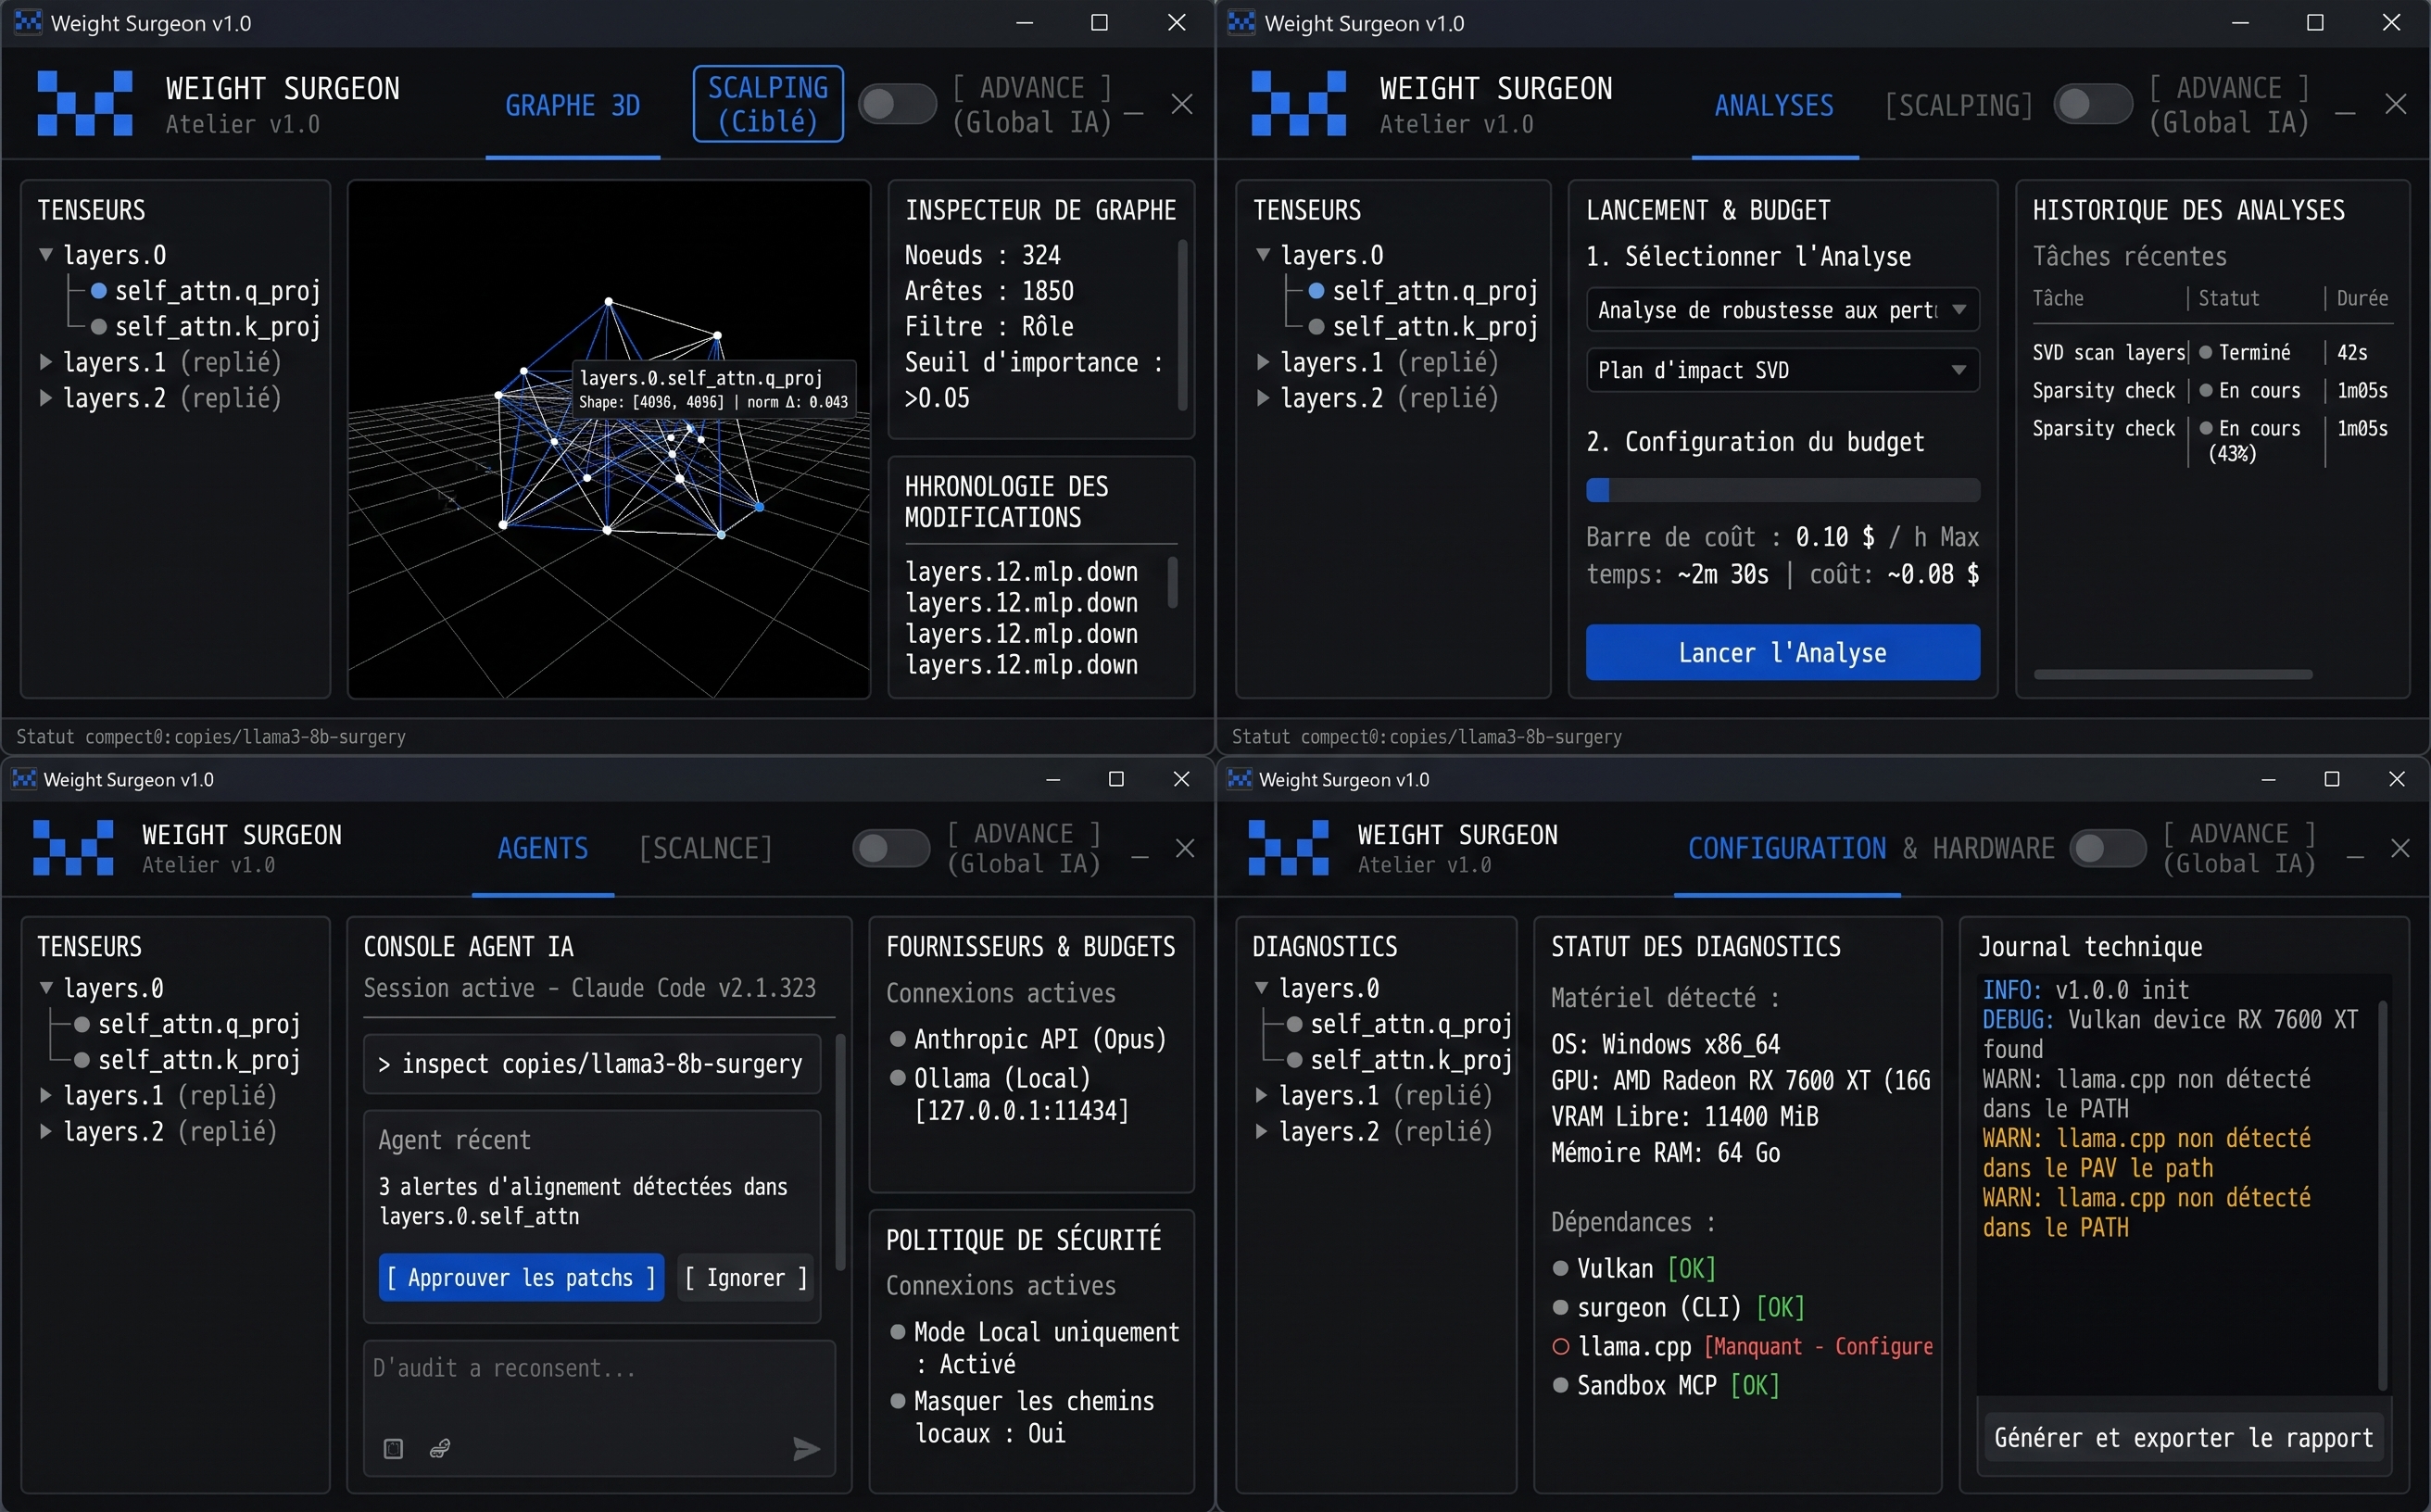 Weight Surgeon v1.0
WEIGHT SURGEON
Atelier v1.0
GRAPHE 3D
SCALPING
(Ciblé)
[ ADVANCE ]
(Global IA)
TENSEURS
layers.0
self_attn.q_proj
self_attn.k_proj
layers.1 (replié)
layers.2 (replié)
layers.0.self_attn.q_proj
Shape: [4096, 4096] | norm Δ: 0.043
INSPECTEUR DE GRAPHE
Noeuds : 324
Arêtes : 1850
Filtre : Rôle
Seuil d'importance :
>0.05
HHRONOLOGIE DES
MODIFICATIONS
layers.12.mlp.down
layers.12.mlp.down
layers.12.mlp.down
layers.12.mlp.down
Statut compect0:copies/llama3-8b-surgery
Weight Surgeon v1.0
WEIGHT SURGEON
Atelier v1.0
ANALYSES
[SCALPING]
[ ADVANCE ]
(Global IA)
TENSEURS
layers.0
self_attn.q_proj
self_attn.k_proj
layers.1 (replié)
layers.2 (replié)
LANCEMENT & BUDGET
1. Sélectionner l'Analyse
Analyse de robustesse aux pert
Plan d'impact SVD
2. Configuration du budget
Barre de coût : 0.10 $ / h Max
temps: ~2m 30s | coût: ~0.08 $
Lancer l'Analyse
HISTORIQUE DES ANALYSES
Tâches récentes
Tâche | Statut | Durée
SVD scan layers | Terminé | 42s
Sparsity check | En cours | 1m05s
Sparsity check | En cours | 1m05s
(43%)
Statut compect0:copies/llama3-8b-surgery
Weight Surgeon v1.0
WEIGHT SURGEON
Atelier v1.0
AGENTS
[SCALNCE]
[ ADVANCE ]
(Global IA)
TENSEURS
layers.0
self_attn.q_proj
self_attn.k_proj
layers.1 (replié)
layers.2 (replié)
CONSOLE AGENT IA
Session active – Claude Code v2.1.323
> inspect copies/llama3-8b-surgery
Agent récent
3 alertes d'alignement détectées dans
layers.0.self_attn
[ Approuver les patchs ]
[ Ignorer ]
D'audit a reconsent...
FOURNISSEURS & BUDGETS
Connexions actives
Anthropic API (Opus)
Ollama (Local)
[127.0.0.1:11434]
POLITIQUE DE SÉCURITÉ
Connexions actives
Mode Local uniquement
: Activé
Masquer les chemins
locaux : Oui
Weight Surgeon v1.0
WEIGHT SURGEON
Atelier v1.0
CONFIGURATION & HARDWARE
[ ADVANCE ]
(Global IA)
DIAGNOSTICS
layers.0
self_attn.q_proj
self_attn.k_proj
layers.1 (replié)
layers.2 (replié)
STATUT DES DIAGNOSTICS
Matériel détecté :
OS: Windows x86_64
GPU: AMD Radeon RX 7600 XT (16G
VRAM Libre: 11400 MiB
Mémoire RAM: 64 Go
Dépendances :
Vulkan [OK]
surgeon (CLI) [OK]
llama.cpp [Manquant - Configure
Sandbox MCP [OK]
Journal technique
INFO: v1.0.0 init
DEBUG: Vulkan device RX 7600 XT
found
WARN: llama.cpp non détecté
dans le PATH
WARN: llama.cpp non détecté
dans le PAV le path
WARN: llama.cpp non détecté
dans le PATH
Générer et exporter le rapport